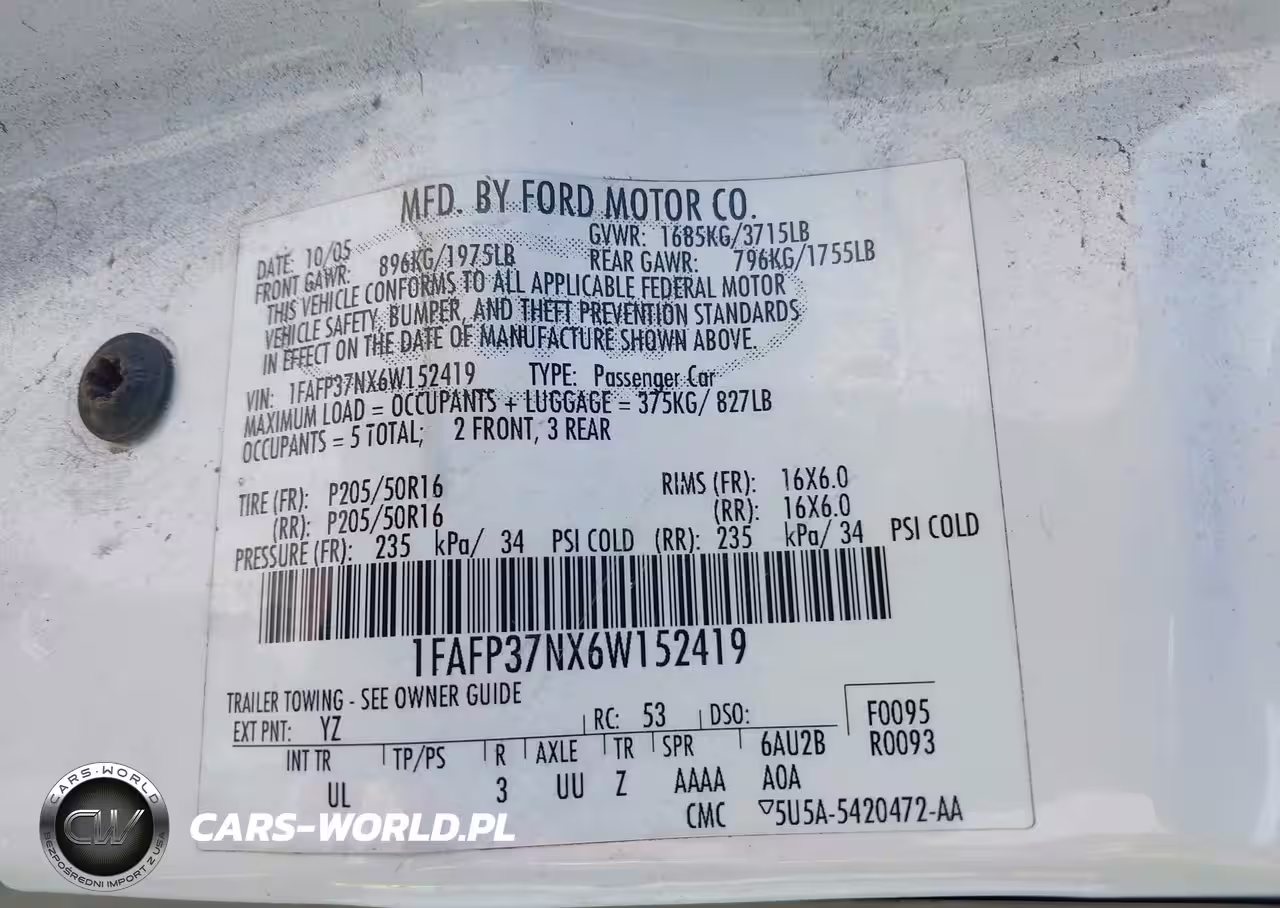 MFD. BY FORD MOTOR CO.
DATE: 10/05 GVWR: 1685KG/3715LB
FRONT GAWR: 896KG/1975LB REAR GAWR: 796KG/1755LB
THIS VEHICLE CONFORMS TO ALL APPLICABLE FEDERAL MOTOR
VEHICLE SAFETY, BUMPER, AND THEFT PREVENTION STANDARDS
IN EFFECT ON THE DATE OF MANUFACTURE SHOWN ABOVE.
VIN: 1FAFP37NX6W152419 TYPE: Passenger Car
MAXIMUM LOAD = OCCUPANTS + LUGGAGE = 375KG/ 827LB
OCCUPANTS = 5 TOTAL; 2 FRONT, 3 REAR
TIRE (FR): P205/50R16 RIMS (FR): 16X6.0
(RR): P205/50R16 (RR): 16X6.0
PRESSURE (FR): 235 kPa/ 34 PSI COLD (RR): 235 kPa/ 34 PSI COLD
1FAFP37NX6W152419
TRAILER TOWING - SEE OWNER GUIDE
EXT PNT: YZ RC: 53 DSO: F0095
INT TR TP/PS R AXLE TR SPR 6AU2B R0093
UL 3 UU Z AAAA A0A
CMC ▽5U5A-5420472-AA
CARS-WORLD
CW
BEZPOŚREDNI IMPORT Z USA
CARS-WORLD.PL